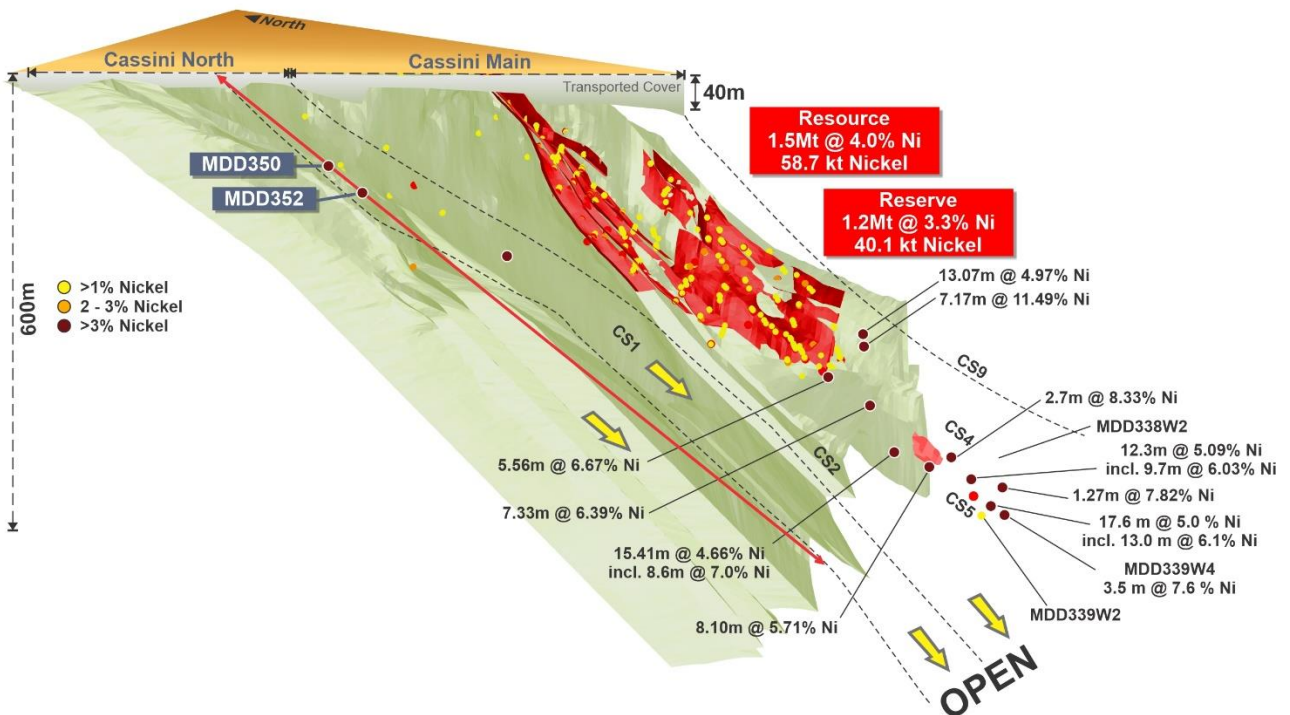 North
Cassini North
Cassini Main
Transported Cover
40m
600m
MDD350
MDD352
Resource
1.5Mt @ 4.0% Ni
58.7 kt Nickel
Reserve
1.2Mt @ 3.3% Ni
40.1 kt Nickel
>1% Nickel
2 - 3% Nickel
>3% Nickel
13.07m @ 4.97% Ni
7.17m @ 11.49% Ni
CS1
CS2
CS9
CS4
CS5
2.7m @ 8.33% Ni
MDD338W2
12.3m @ 5.09% Ni
incl. 9.7m @ 6.03% Ni
1.27m @ 7.82% Ni
17.6 m @ 5.0 % Ni
incl. 13.0 m @ 6.1% Ni
MDD339W4
3.5 m @ 7.6 % Ni
MDD339W2
5.56m @ 6.67% Ni
7.33m @ 6.39% Ni
15.41m @ 4.66% Ni
incl. 8.6m @ 7.0% Ni
8.10m @ 5.71% Ni
OPEN